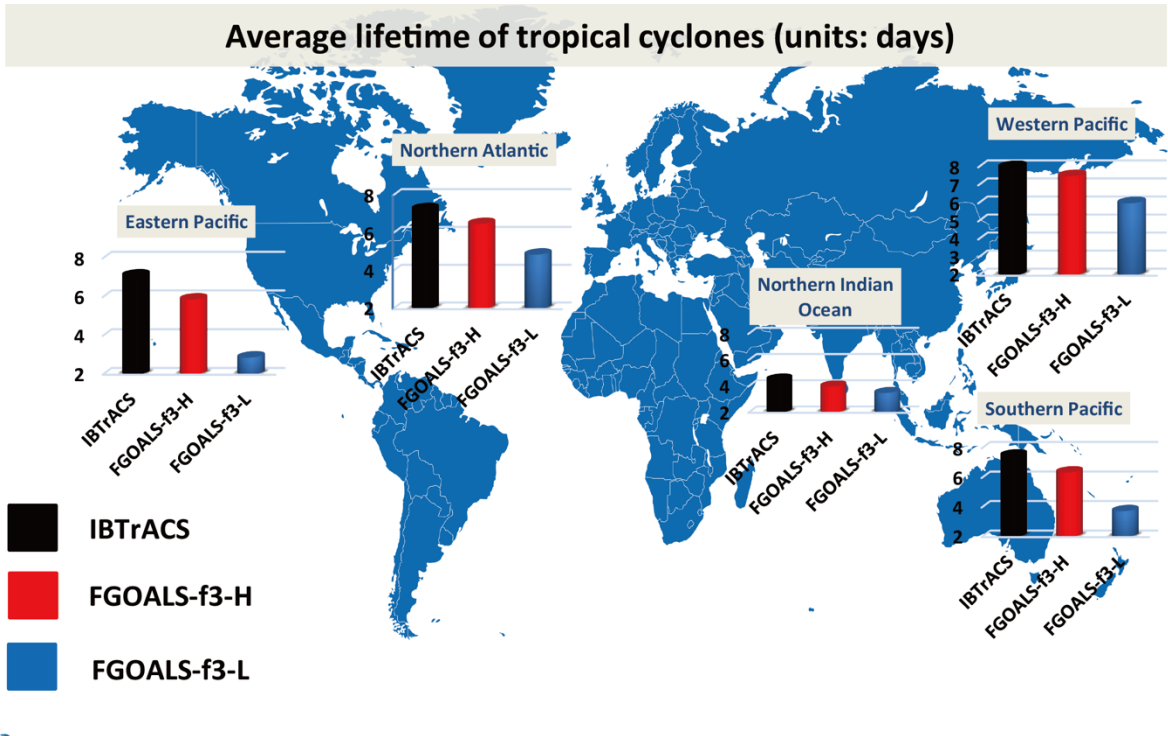 Average lifetime of tropical cyclones (units: days)
Eastern Pacific
8
6
4
2
IBTrACS
FGOALS-f3-H
FGOALS-f3-L
Northern Atlantic
8
6
4
2
IBTrACS
FGOALS-f3-H
FGOALS-f3-L
Northern Indian
Ocean
8
6
4
2
IBTrACS
FGOALS-f3-H
FGOALS-f3-L
Western Pacific
8
7
6
5
4
3
2
IBTrACS
FGOALS-f3-H
FGOALS-f3-L
Southern Pacific
8
6
4
2
IBTrACS
FGOALS-f3-H
FGOALS-f3-L
IBTrACS
FGOALS-f3-H
FGOALS-f3-L